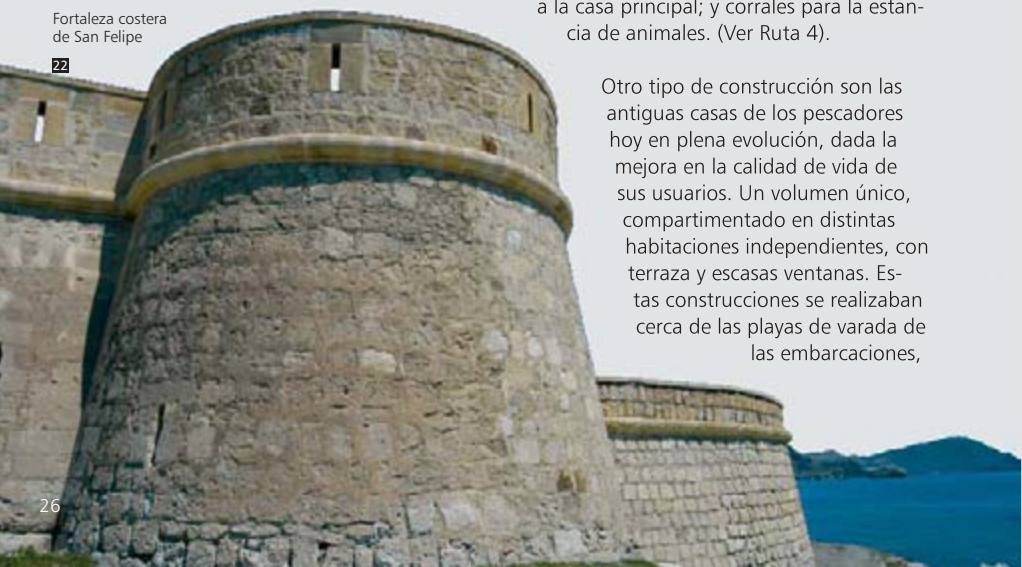 Fortaleza costera
de San Felipe
22
a la casa principal; y corrales para la estan-
cia de animales. (Ver Ruta 4).
Otro tipo de construcción son las
antiguas casas de los pescadores
hoy en plena evolución, dada la
mejora en la calidad de vida de
sus usuarios. Un volumen único,
compartimentado en distintas
habitaciones independientes, con
terraza y escasas ventanas. Es-
tas construcciones se realizaban
cerca de las playas de varada de
las embarcaciones,
26